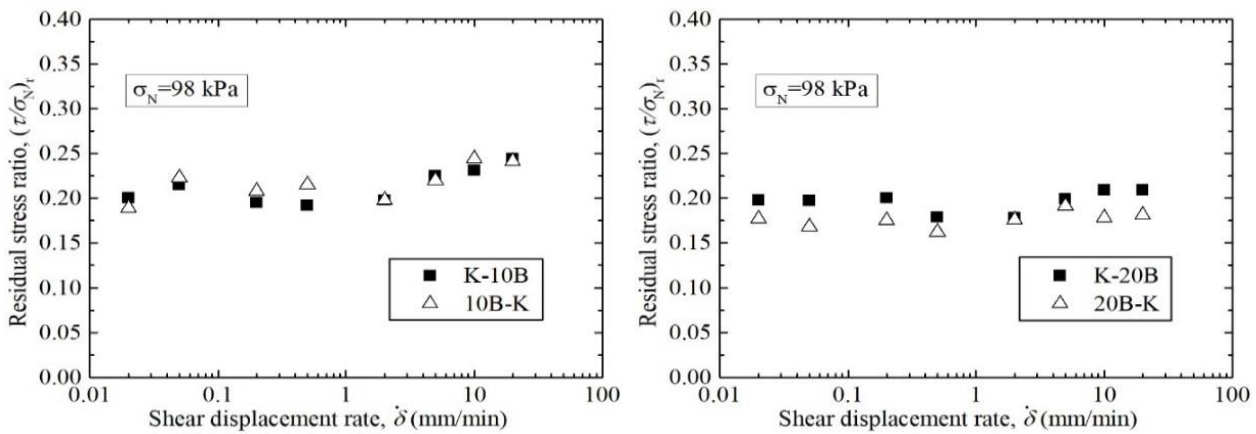 0.40
0.35
0.30
0.25
0.20
0.15
0.10
0.05
0.00
Residual stress ratio, (τ/σN)r
σN=98 kPa
K-10B
10B-K
0.01 0.1 1 10 100
Shear displacement rate, δ̇ (mm/min)
0.40
0.35
0.30
0.25
0.20
0.15
0.10
0.05
0.00
Residual stress ratio, (τ/σN)r
σN=98 kPa
K-20B
20B-K
0.01 0.1 1 10 100
Shear displacement rate, δ̇ (mm/min)